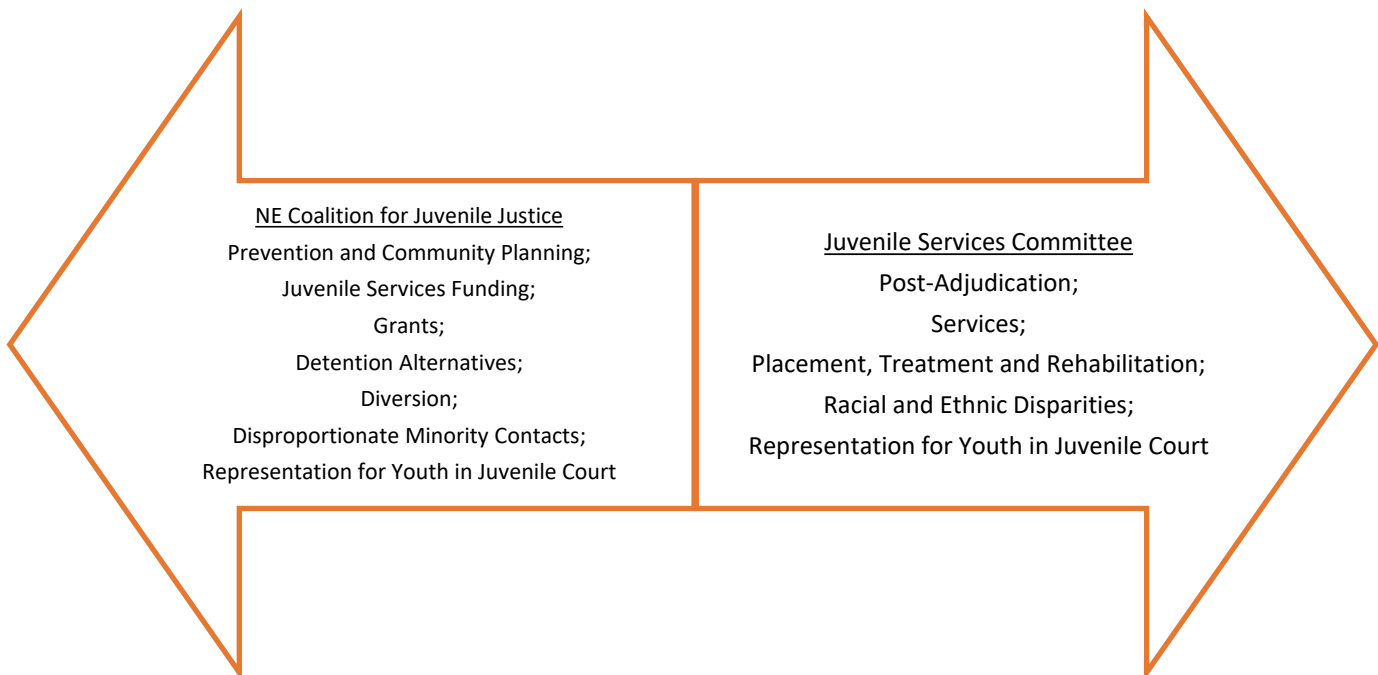 NE Coalition for Juvenile Justice
Prevention and Community Planning;
Juvenile Services Funding;
Grants;
Detention Alternatives;
Diversion;
Disproportionate Minority Contacts;
Representation for Youth in Juvenile Court
Juvenile Services Committee
Post-Adjudication;
Services;
Placement, Treatment and Rehabilitation;
Racial and Ethnic Disparities;
Representation for Youth in Juvenile Court